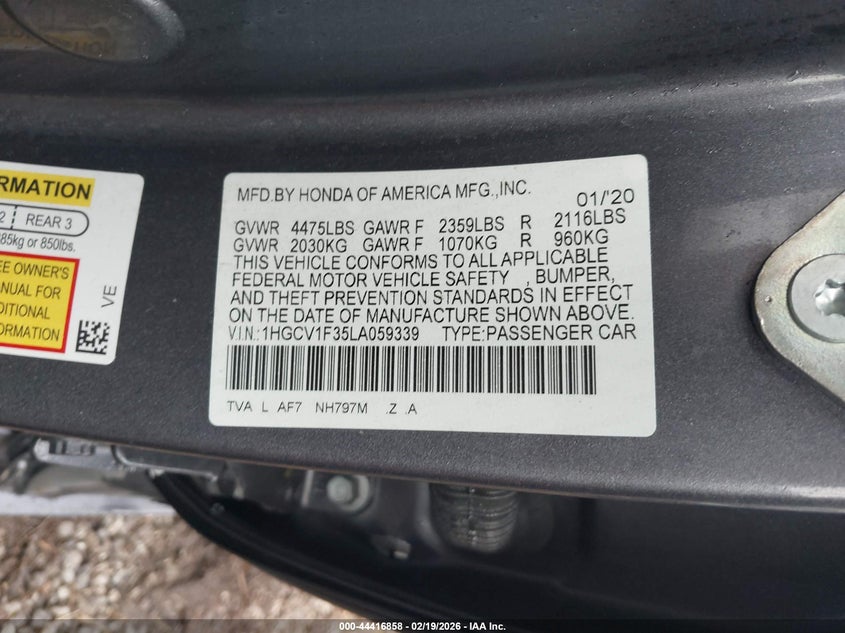 RMATION
2 REAR 3
385kg or 850lbs.
EE OWNER'S
ANUAL FOR
DITIONAL
ORMATION
VE
MFD.BY HONDA OF AMERICA MFG.,INC. 01/'20
GVWR 4475LBS GAWR F 2359LBS R 2116LBS
GVWR 2030KG GAWR F 1070KG R 960KG
THIS VEHICLE CONFORMS TO ALL APPLICABLE
FEDERAL MOTOR VEHICLE SAFETY , BUMPER,
AND THEFT PREVENTION STANDARDS IN EFFECT
ON THE DATE OF MANUFACTURE SHOWN ABOVE.
V.I.N.:1HGCV1F35LA059339 TYPE:PASSENGER CAR
TVA L AF7 NH797M .Z .A
000-44416858 - 02/19/2026 - IAA Inc.